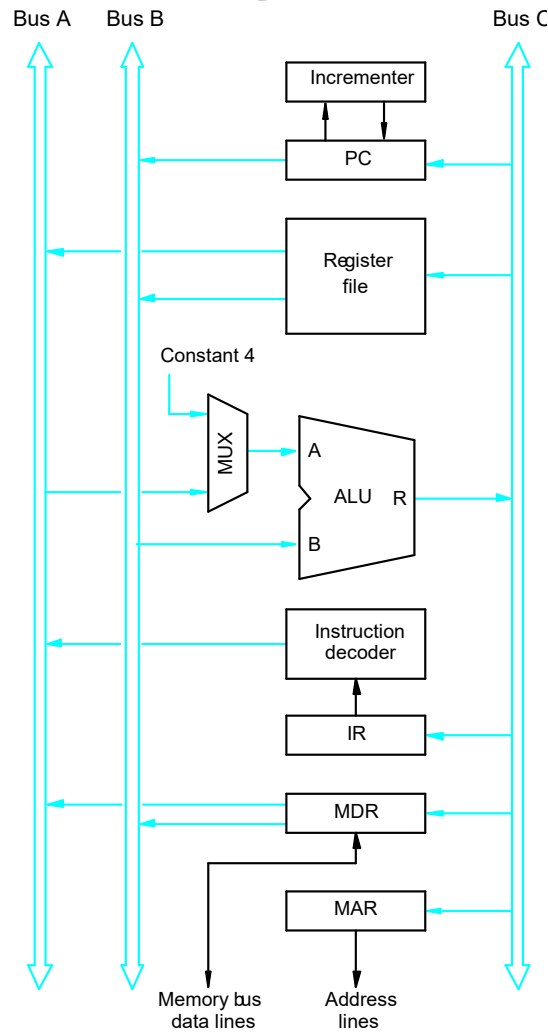 Bus A
Bus B
Bus C
Incrementer
PC
Register
file
Constant 4
MUX
A
ALU
R
B
Instruction
decoder
IR
MDR
MAR
Memory bus
data lines
Address
lines